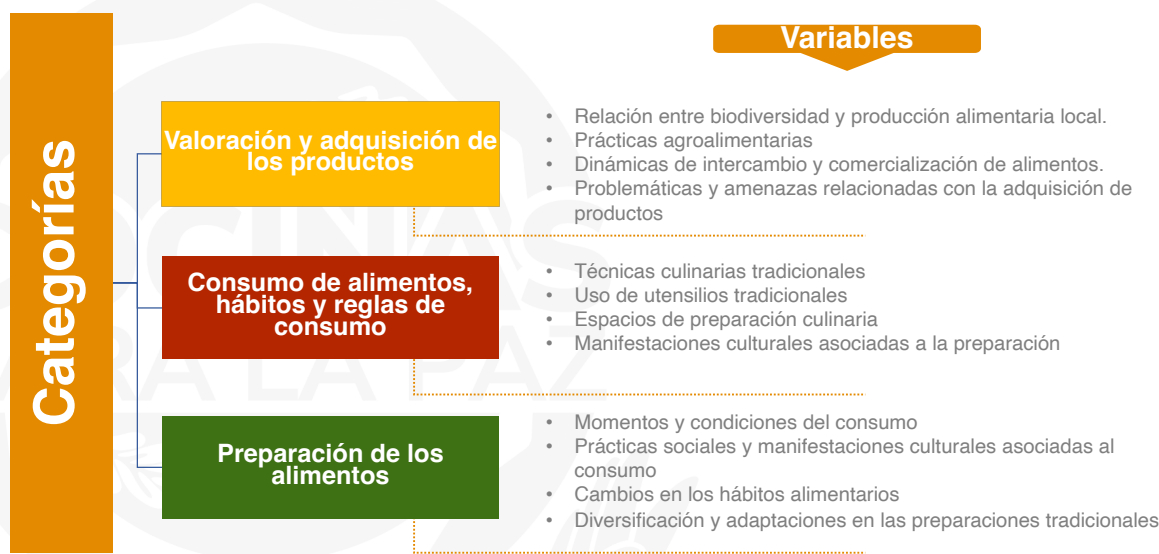 Variables
Categorías
Valoración y adquisición de
los productos
• Relación entre biodiversidad y producción alimentaria local.
• Prácticas agroalimentarias
• Dinámicas de intercambio y comercialización de alimentos.
• Problemáticas y amenazas relacionadas con la adquisición de
productos
Consumo de alimentos,
hábitos y reglas de
consumo
• Técnicas culinarias tradicionales
• Uso de utensilios tradicionales
• Espacios de preparación culinaria
• Manifestaciones culturales asociadas a la preparación
Preparación de los
alimentos
• Momentos y condiciones del consumo
• Prácticas sociales y manifestaciones culturales asociadas al
consumo
• Cambios en los hábitos alimentarios
• Diversificación y adaptaciones en las preparaciones tradicionales
COCINAS
PARA LA PAZ